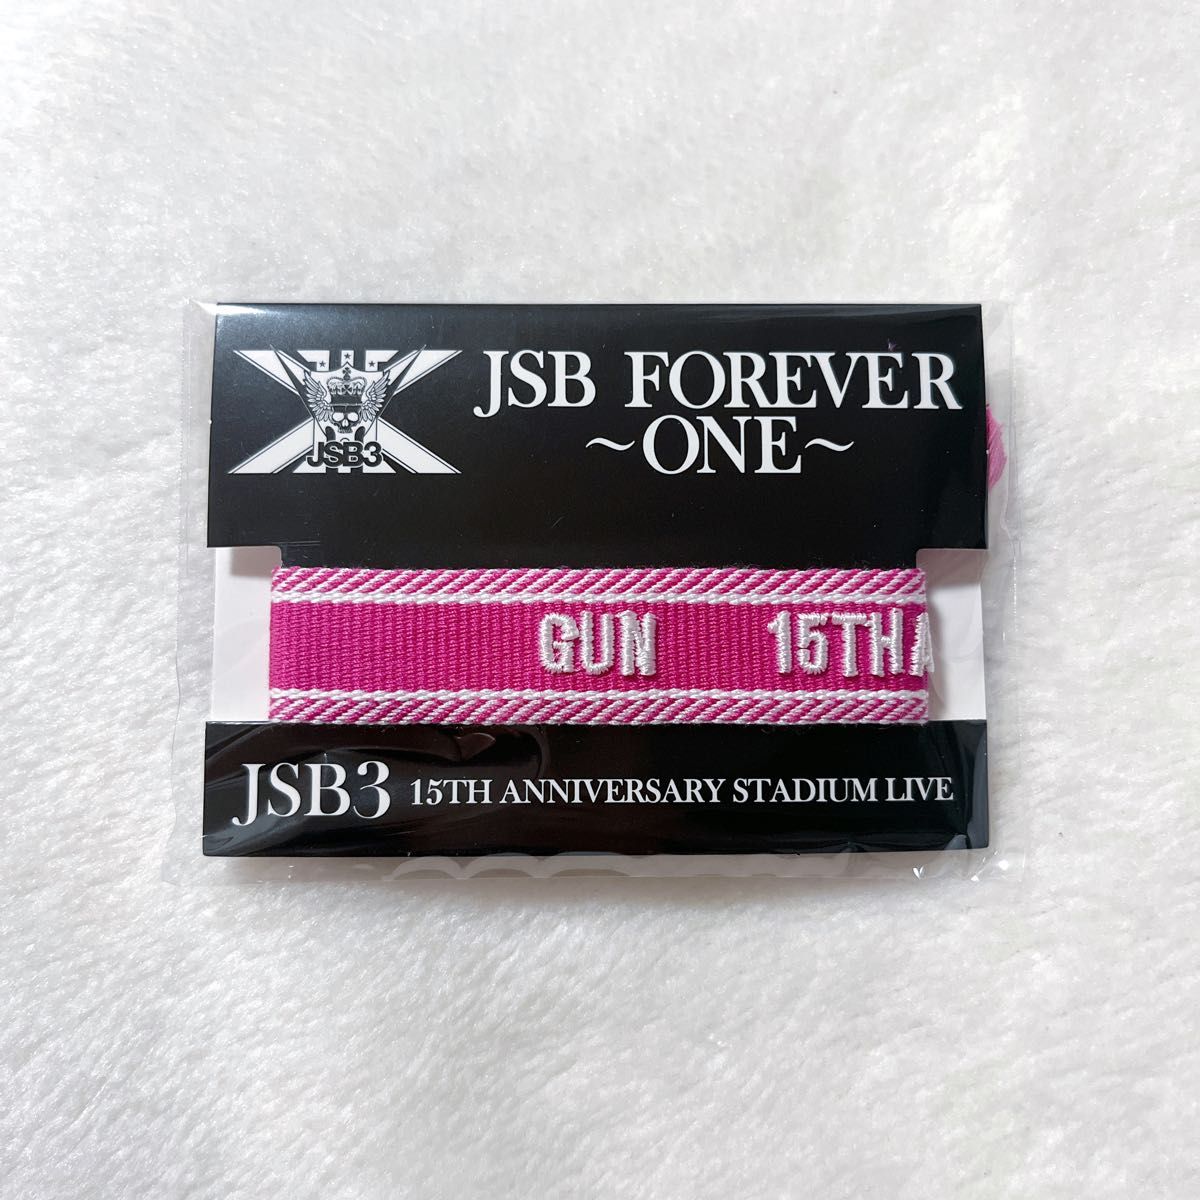 JSB FOREVER
~ONE~
JSB3
GUN 15TH A
JSB3 15TH ANNIVERSARY STADIUM LIVE